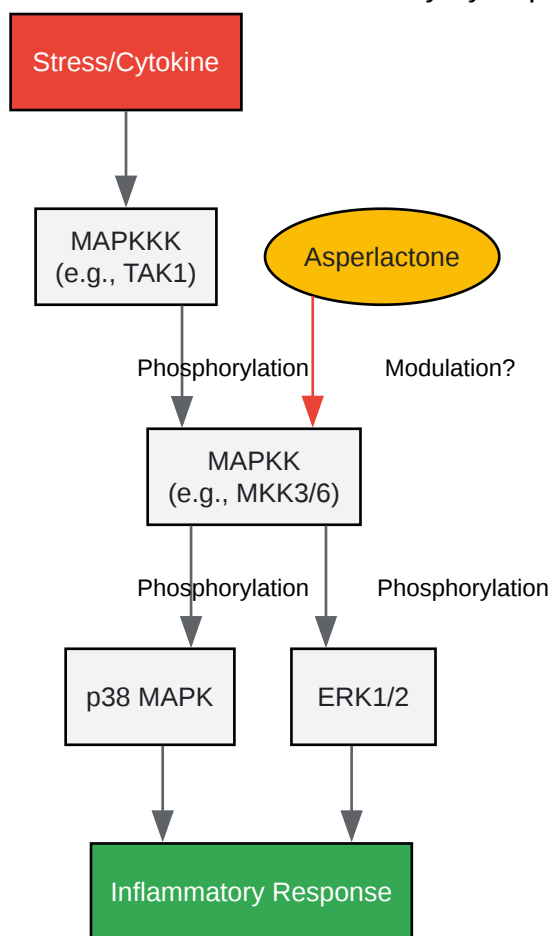 Stress/Cytokine
MAPKKK
(e.g., TAK1)
Asperlactone
Phosphorylation
Modulation?
MAPKK
(e.g., MKK3/6)
Phosphorylation
Phosphorylation
p38 MAPK
ERK1/2
Inflammatory Response